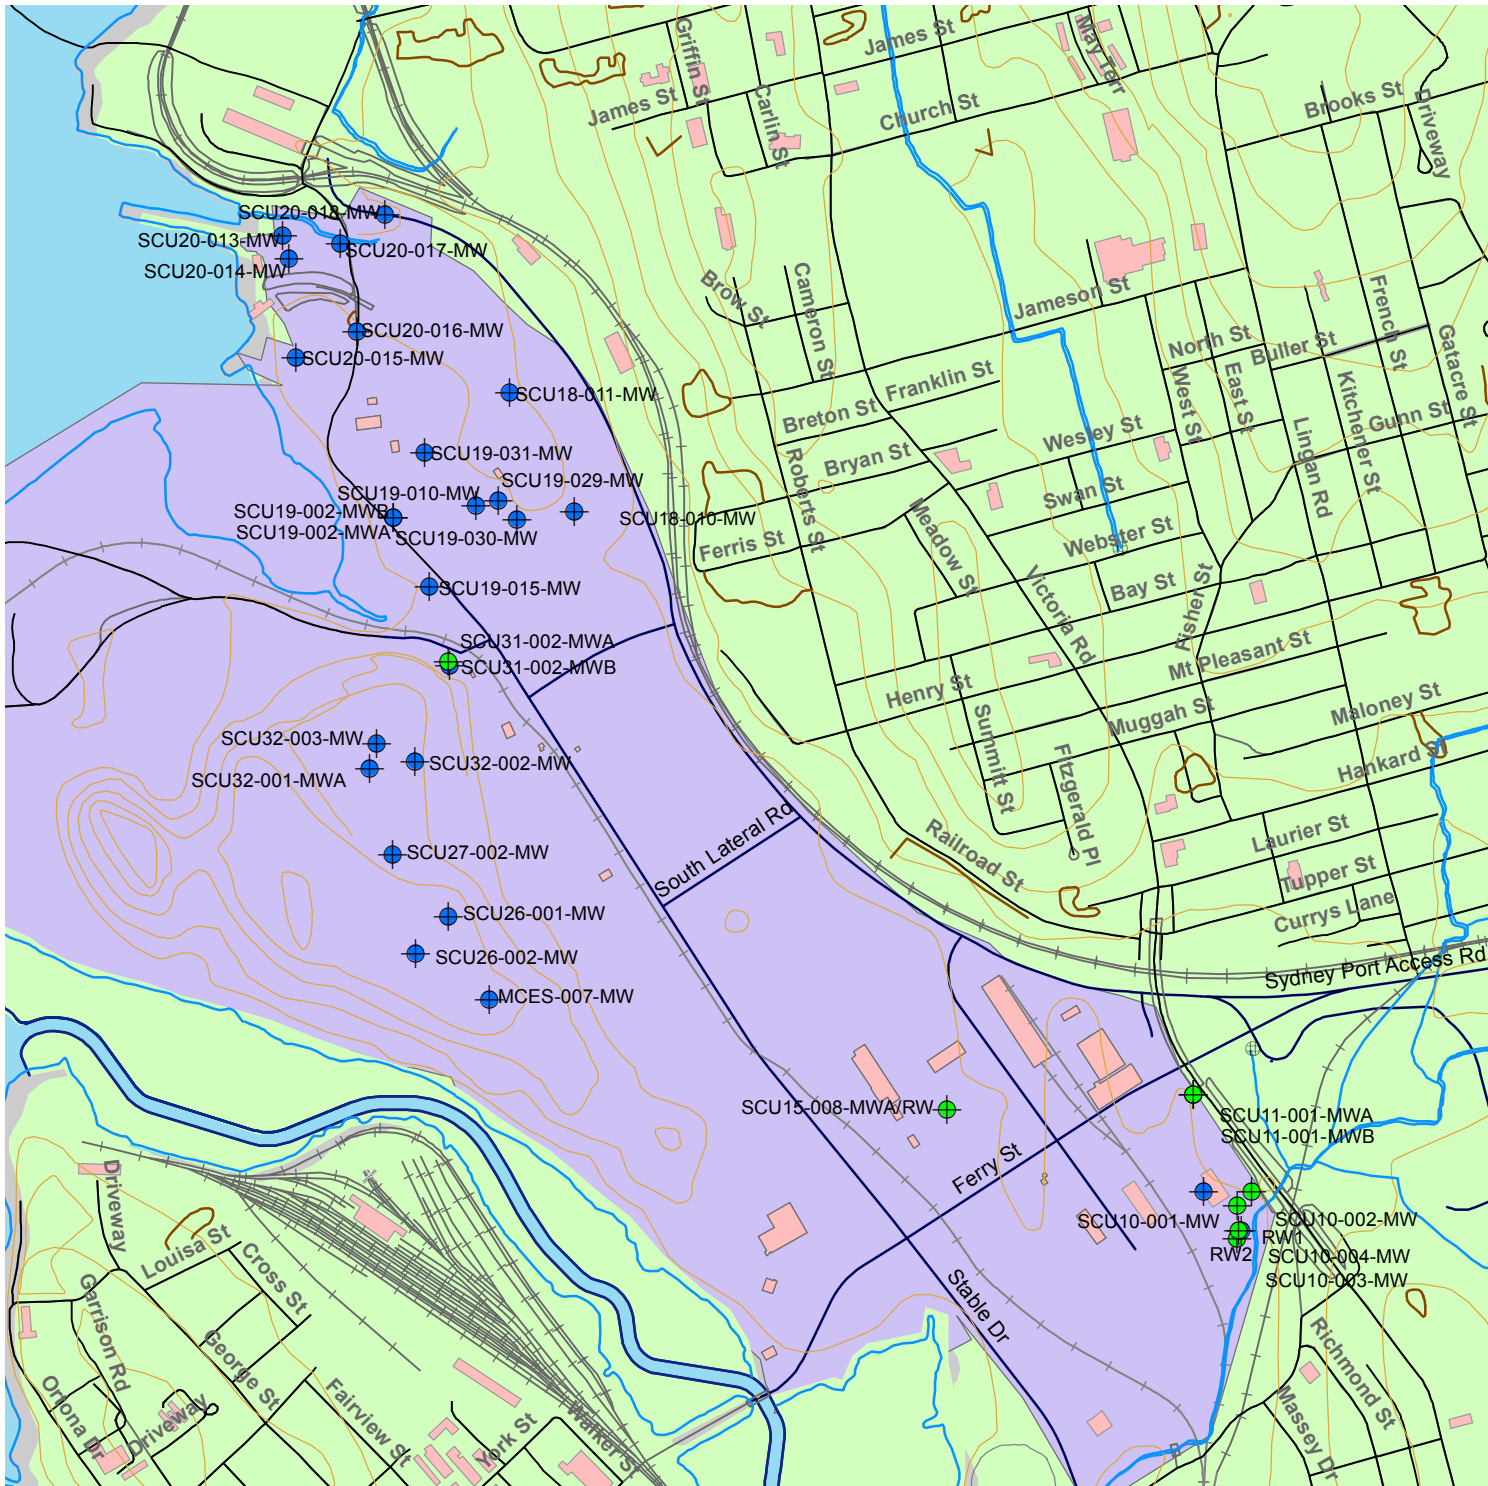 James St
Griffin St
May Terr
James St
Carlin St
Church St
Brooks St
Driveway
SCU20-018-MW
SCU20-013-MW
SCU20-017-MW
SCU20-014-MW
Brow St
Cameron St
Jameson St
French St
SCU20-016-MW
SCU20-015-MW
North St
Buller St
Gatacre St
SCU18-011-MW
Franklin St
West St
East St
Kitchener St
Breton St
Gunn St
SCU19-031-MW
Bryan St
Wesley St
Lingan Rd
SCU19-029-MW
SCU19-010-MW
Roberts St
Swan St
SCU19-002-MWB
SCU18-010-MW
SCU19-002-MWA
SCU19-030-MW
Ferris St
Meadow St
Webster St
SCU19-015-MW
Victoria Rd
Bay St
Fisher St
SCU31-002-MWA
SCU31-002-MWB
Mt Pleasant St
Henry St
Summitt St
Muggah St
Maloney St
SCU32-003-MW
SCU32-002-MW
SCU32-001-MWA
Fitzgerald Pl
Hankard St
South Lateral Rd
Railroad St
Laurier St
SCU27-002-MW
Tupper St
SCU26-001-MW
Currys Lane
SCU26-002-MW
Sydney Port Access Rd
MCES-007-MW
SCU15-008-MWA/RW
SCU11-001-MWA
SCU11-001-MWB
Ferry St
Driveway
SCU10-001-MW
SCU10-002-MW
RW1
RW2
SCU10-004-MW
SCU10-003-MW
Louisa St
Cross St
Garrison Rd
Stable Dr
George St
Richmond St
Ortona Dr
Driveway
Fairview St
York St
Walker St
Massey Dr